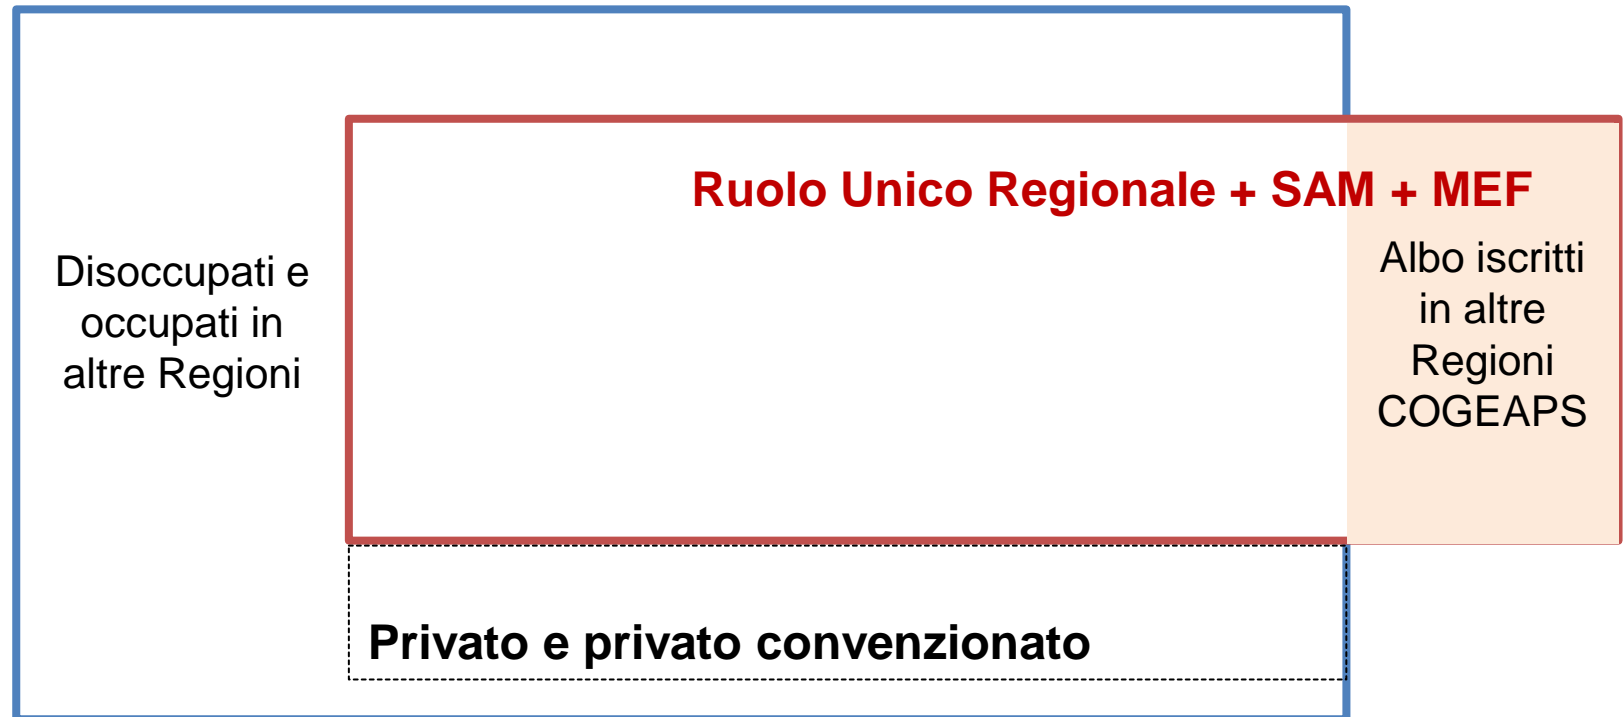 Ruolo Unico Regionale + SAM + MEF
Disoccupati e
occupati in
altre Regioni
Albo iscritti
in altre
Regioni
COGEAPS
Privato e privato convenzionato